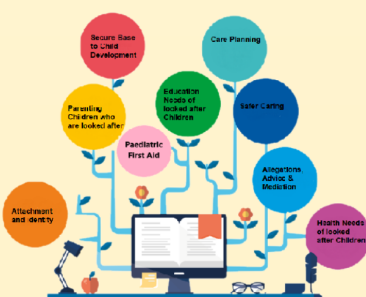 Secure Base
to Child
Development
Care Planning
Parenting
Children who
are looked after
Education
Needs of
looked after
Children
Safer Caring
Paediatric
First Aid
Allegations,
Advice &
Mediation
Attachment
and Identity
Health Needs
of looked
after Children